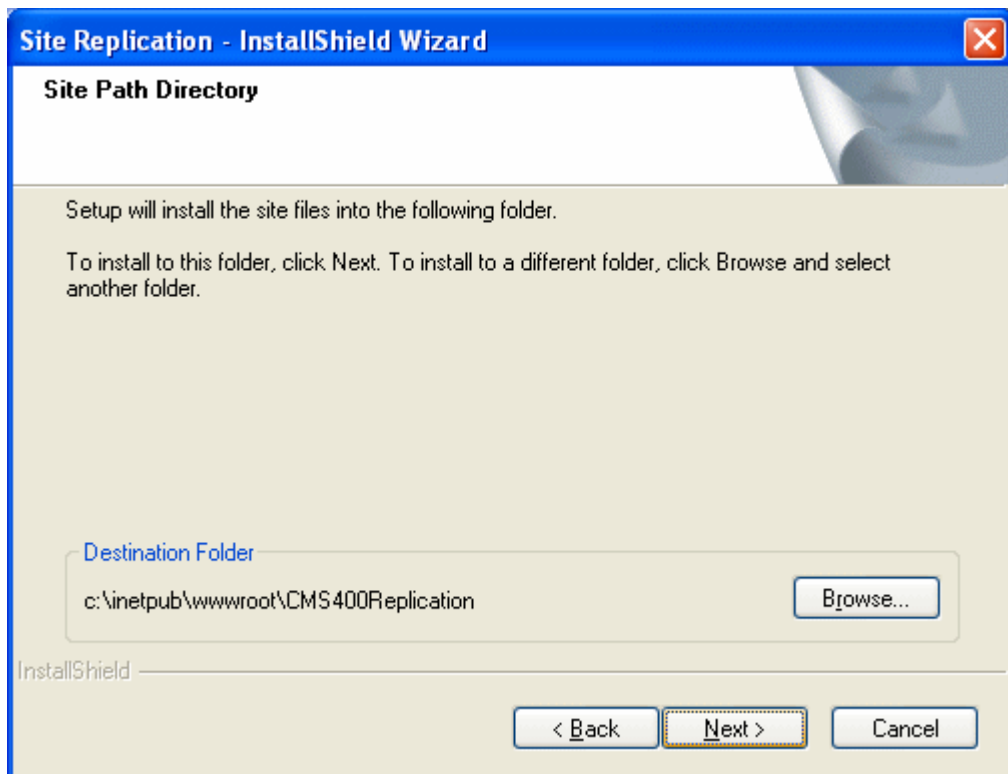 Site Replication - InstallShield Wizard
Site Path Directory
Setup will install the site files into the following folder.
To install to this folder, click Next. To install to a different folder, click Browse and select
another folder.
Destination Folder
c:\inetpub\wwwroot\CMS400Replication
Browse...
InstallShield
< Back
Next >
Cancel